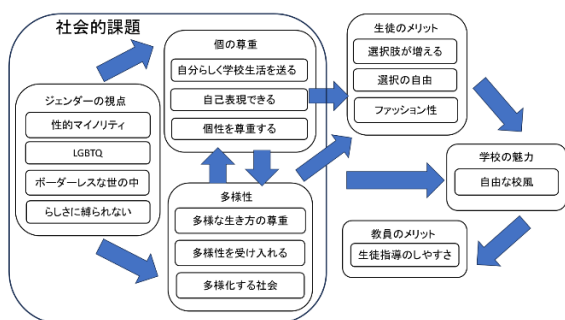 社会的課題
ジェンダーの視点
性的マイノリティ
LGBTQ
ボーダーレスな世の中
らしさに縛られない
個の尊重
自分らしく学校生活を送る
自己表現できる
個性を尊重する
多様性
多様な生き方の尊重
多様性を受け入れる
多様化する社会
生徒のメリット
選択肢が増える
選択の自由
ファッション性
学校の魅力
自由な校風
教員のメリット
生徒指導のしやすさ